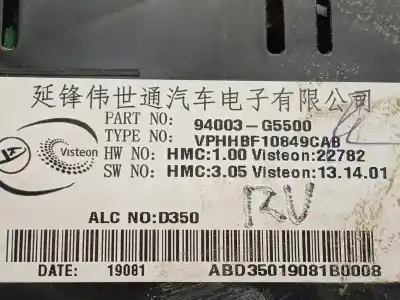 延锋伟世通汽车电子有限公司
PART NO: 94003-G5500
TYPE NO: VPHHBF10849CAB
HW NO: HMC:1.00 Visteon:22782
Visteon
SW NO: HMC:3.05 Visteon:13.14.01
ALC NO:D350
DATE: 19081 ABD35019081B0008